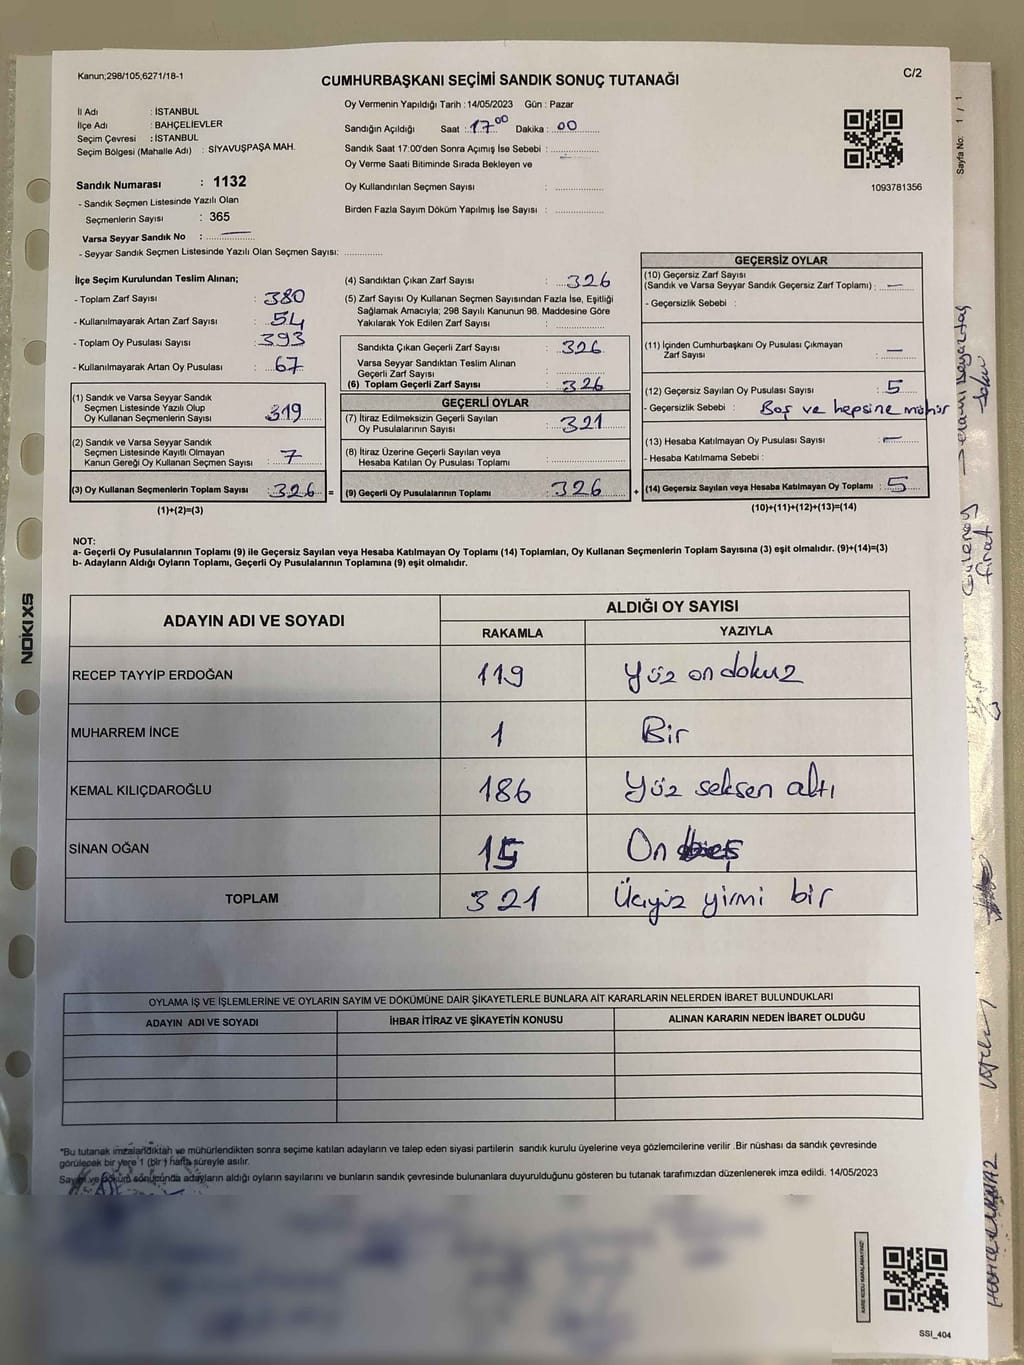 Kanun;298/105;6271/18-1
C/2
CUMHURBAŞKANI SEÇİMİ SANDIK SONUÇ TUTANAĞI
İl Adı : İSTANBUL
İlçe Adı : BAHÇELİEVLER
Seçim Çevresi : İSTANBUL
Seçim Bölgesi (Mahalle Adı) : SİYAVUŞPAŞA MAH.
Sandık Numarası : 1132
- Sandık Seçmen Listesinde Yazılı Olan
Seçmenlerin Sayısı : 365
Varsa Seyyar Sandık No :
- Seyyar Sandık Seçmen Listesinde Yazılı Olan Seçmen Sayısı:
Oy Vermenin Yapıldığı Tarih : 14/05/2023 Gün : Pazar
Sandığın Açıldığı Saat : 17 00 Dakika : 00
Sandık Saat 17:00'den Sonra Açımış İse Sebebi :
Oy Verme Saati Bitiminde Sırada Bekleyen ve
Oy Kullandırılan Seçmen Sayısı :
Birden Fazla Sayım Döküm Yapılmış İse Sayısı :
1093781356
Sayfa No: 1 / 1
İlçe Seçim Kurulundan Teslim Alınan;
- Toplam Zarf Sayısı : 380
- Kullanılmayarak Artan Zarf Sayısı : 54
- Toplam Oy Pusulası Sayısı : 393
- Kullanılmayarak Artan Oy Pusulası : 67
(1) Sandık ve Varsa Seyyar Sandık
Seçmen Listesinde Yazılı Olup
Oy Kullanan Seçmenlerin Sayısı : 319
(2) Sandık ve Varsa Seyyar Sandık
Seçmen Listesinde Kayıtlı Olmayan
Kanun Gereği Oy Kullanan Seçmen Sayısı : 7
(3) Oy Kullanan Seçmenlerin Toplam Sayısı : 326
(1)+(2)=(3)
(4) Sandıktan Çıkan Zarf Sayısı : 326
(5) Zarf Sayısı Oy Kullanan Seçmen Sayısından Fazla İse, Eşitliği
Sağlamak Amacıyla; 298 Sayılı Kanunun 98. Maddesine Göre
Yakılarak Yok Edilen Zarf Sayısı :
Sandıkta Çıkan Geçerli Zarf Sayısı : 326
Varsa Seyyar Sandıktan Teslim Alınan
Geçerli Zarf Sayısı :
(6) Toplam Geçerli Zarf Sayısı : 326
GEÇERLİ OYLAR
(7) İtiraz Edilmeksizin Geçerli Sayılan
Oy Pusulalarının Sayısı : 321
(8) İtiraz Üzerine Geçerli Sayılan veya
Hesaba Katılan Oy Pusulası Toplamı :
= (9) Geçerli Oy Pusulalarının Toplamı : 326
GEÇERSİZ OYLAR
(10) Geçersiz Zarf Sayısı
(Sandık ve Varsa Seyyar Sandık Geçersiz Zarf Toplamı) : —
- Geçersizlik Sebebi :
(11) İçinden Cumhurbaşkanı Oy Pusulası Çıkmayan
Zarf Sayısı : —
(12) Geçersiz Sayılan Oy Pusulası Sayısı : 5
- Geçersizlik Sebebi : Boş ve hepsine mühür
(13) Hesaba Katılmayan Oy Pusulası Sayısı : —
- Hesaba Katılmama Sebebi :
+ (14) Geçersiz Sayılan veya Hesaba Katılmayan Oy Toplamı : 5
(10)+(11)+(12)+(13)=(14)
NOT:
a- Geçerli Oy Pusulalarının Toplamı (9) ile Geçersiz Sayılan veya Hesaba Katılmayan Oy Toplamı (14) Toplamları, Oy Kullanan Seçmenlerin Toplam Sayısına (3) eşit olmalıdır. (9)+(14)=(3)
b- Adayların Aldığı Oyların Toplamı, Geçerli Oy Pusulalarının Toplamına (9) eşit olmalıdır.
ADAYIN ADI VE SOYADI
ALDIĞI OY SAYISI
RAKAMLA YAZIYLA
RECEP TAYYİP ERDOĞAN 119 Yüz on dokuz
MUHARREM İNCE 1 Bir
KEMAL KILIÇDAROĞLU 186 Yüz seksen altı
SİNAN OĞAN 15 On beş
TOPLAM 321 Üçyüz yirmi bir
OYLAMA İŞ VE İŞLEMLERİNE VE OYLARIN SAYIM VE DÖKÜMÜNE DAİR ŞİKAYETLERLE BUNLARA AİT KARARLARIN NELERDEN İBARET BULUNDUKLARI
ADAYIN ADI VE SOYADI İHBAR İTİRAZ VE ŞİKAYETİN KONUSU ALINAN KARARIN NEDEN İBARET OLDUĞU
*Bu tutanak imzalandıktan ve mühürlendikten sonra seçime katılan adayların ve talep eden siyasi partilerin sandık kurulu üyelerine veya gözlemcilerine verilir .Bir nüshası da sandık çevresinde
görülecek bir yere 1 (bir) hafta süreyle asılır.
Sayım ve döküm sonucunda adayların aldığı oyların sayılarını ve bunların sandık çevresinde bulunanlara duyurulduğunu gösteren bu tutanak tarafımızdan düzenlenerek imza edildi. 14/05/2023
KARE KODU KARALAMAYINIZ!
SSI_404
NOKI XS